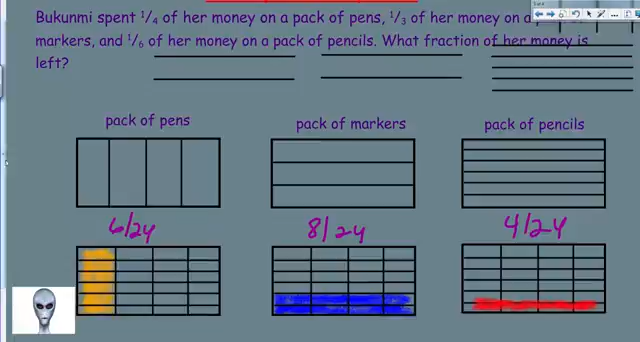 Bukunmi spent 1/4 of her money on a pack of pens, 1/3 of her money on a
markers, and 1/6 of her money on a pack of pencils. What fraction of her money is
left?
pack of pens
pack of markers
pack of pencils
6/24
8/24
4/24